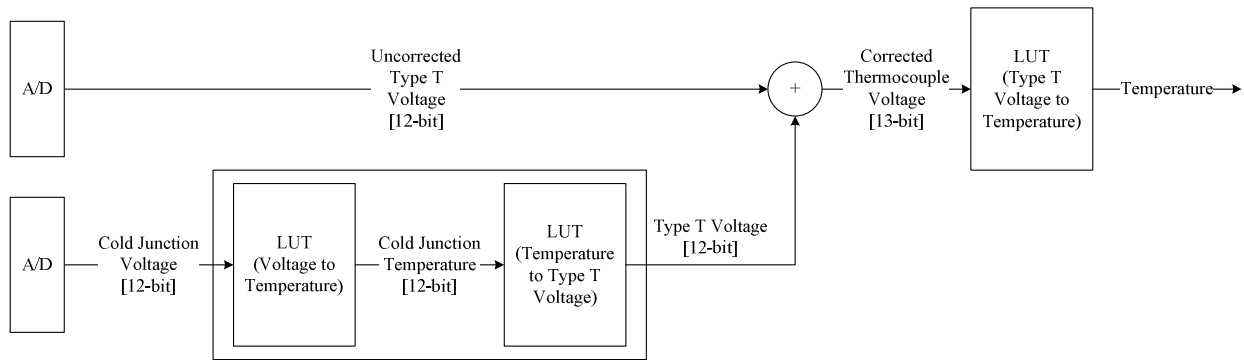 A/D
Uncorrected
Type T
Voltage
[12-bit]
+
Corrected
Thermocouple
Voltage
[13-bit]
LUT
(Type T
Voltage to
Temperature)
Temperature
A/D
Cold Junction
Voltage
[12-bit]
LUT
(Voltage to
Temperature)
Cold Junction
Temperature
[12-bit]
LUT
(Temperature
to Type T
Voltage)
Type T Voltage
[12-bit]